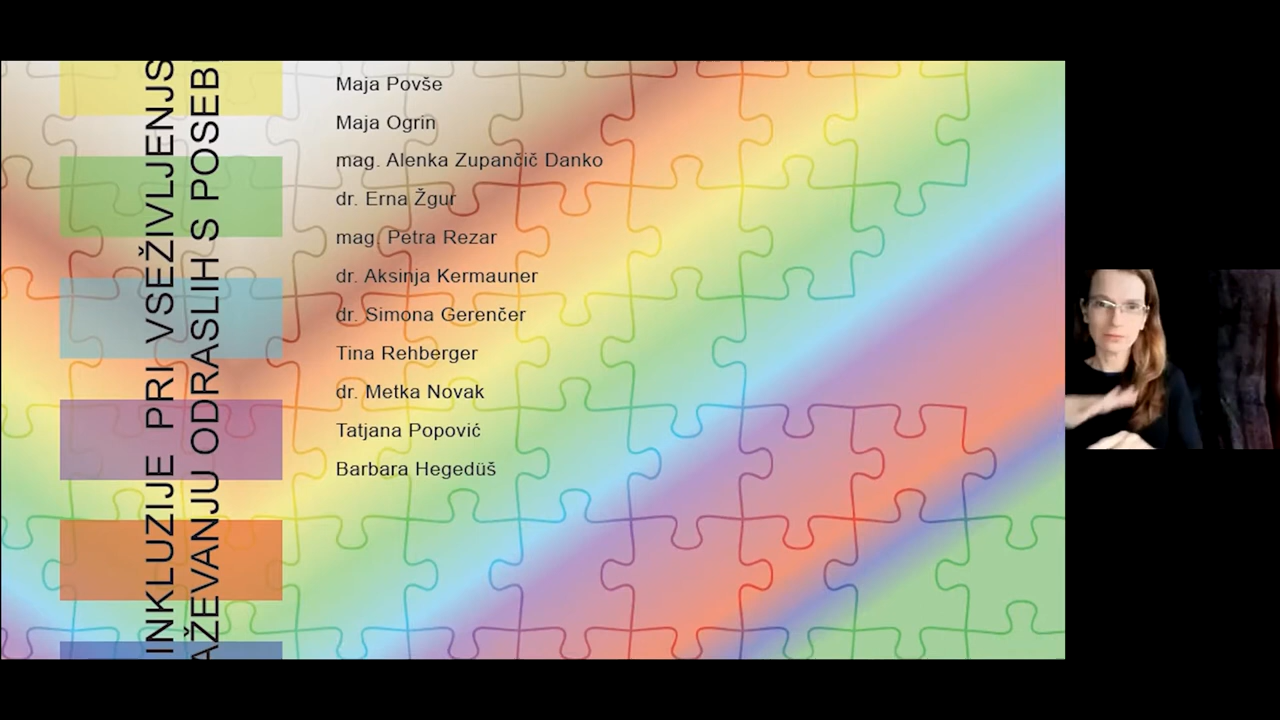 INKLUZIJE PRI VSEŽIVLJENJS
AŽEVANJU ODRASLIH S POSEB
Maja Povše
Maja Ogrin
mag. Alenka Zupančič Danko
dr. Erna Žgur
mag. Petra Rezar
dr. Aksinja Kermauner
dr. Simona Gerenčer
Tina Rehberger
dr. Metka Novak
Tatjana Popović
Barbara Hegedüš